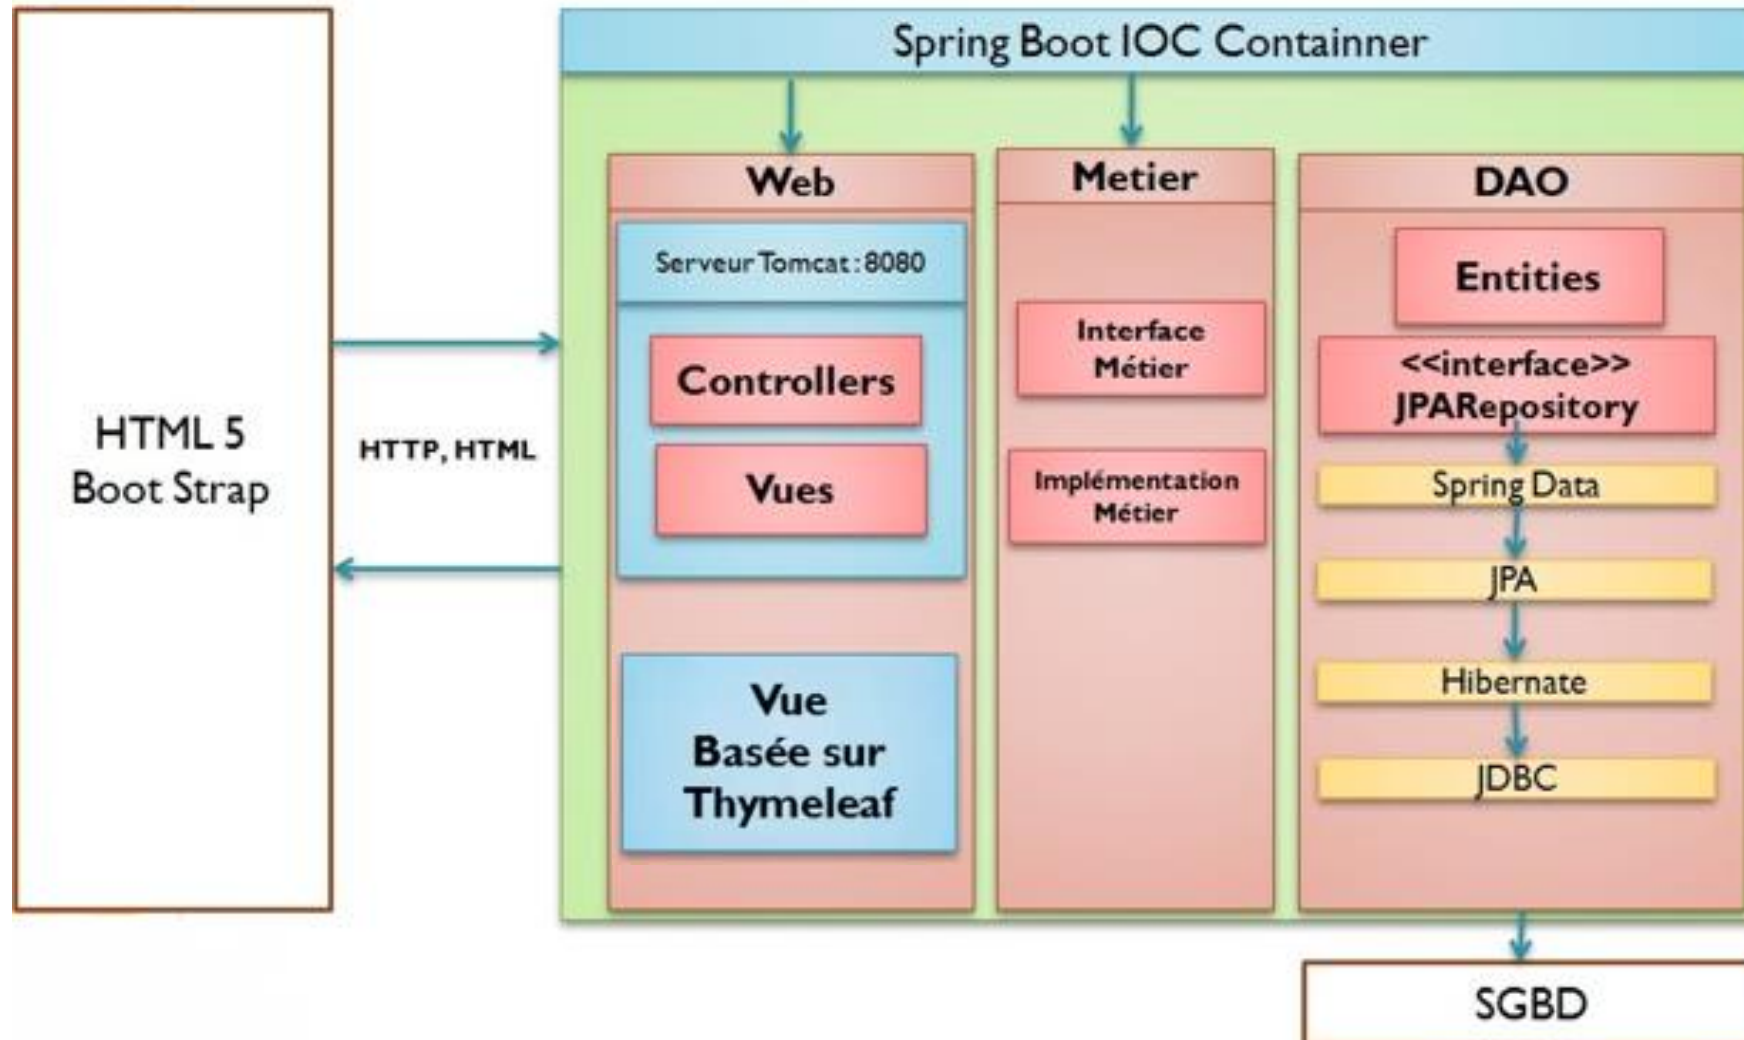 Spring Boot IOC Containner
HTML 5
Boot Strap
HTTP, HTML
Web
Serveur Tomcat : 8080
Controllers
Vues
Vue
Basée sur
Thymeleaf
Metier
Interface
Métier
Implémentation
Métier
DAO
Entities
<<interface>>
JPARepository
Spring Data
JPA
Hibernate
JDBC
SGBD